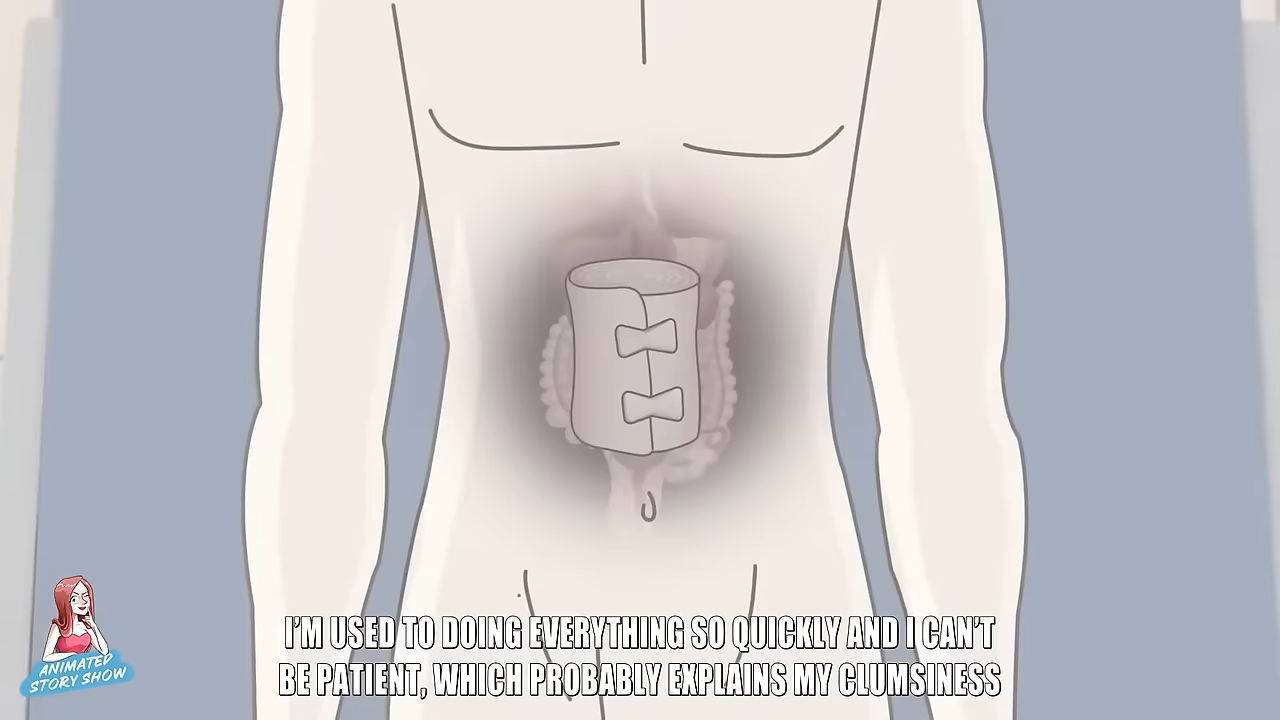 I'M USED TO DOING EVERYTHING SO QUICKLY AND I CAN'T
BE PATIENT, WHICH PROBABLY EXPLAINS MY CLUMSINESS
ANIMATED
STORY SHOW